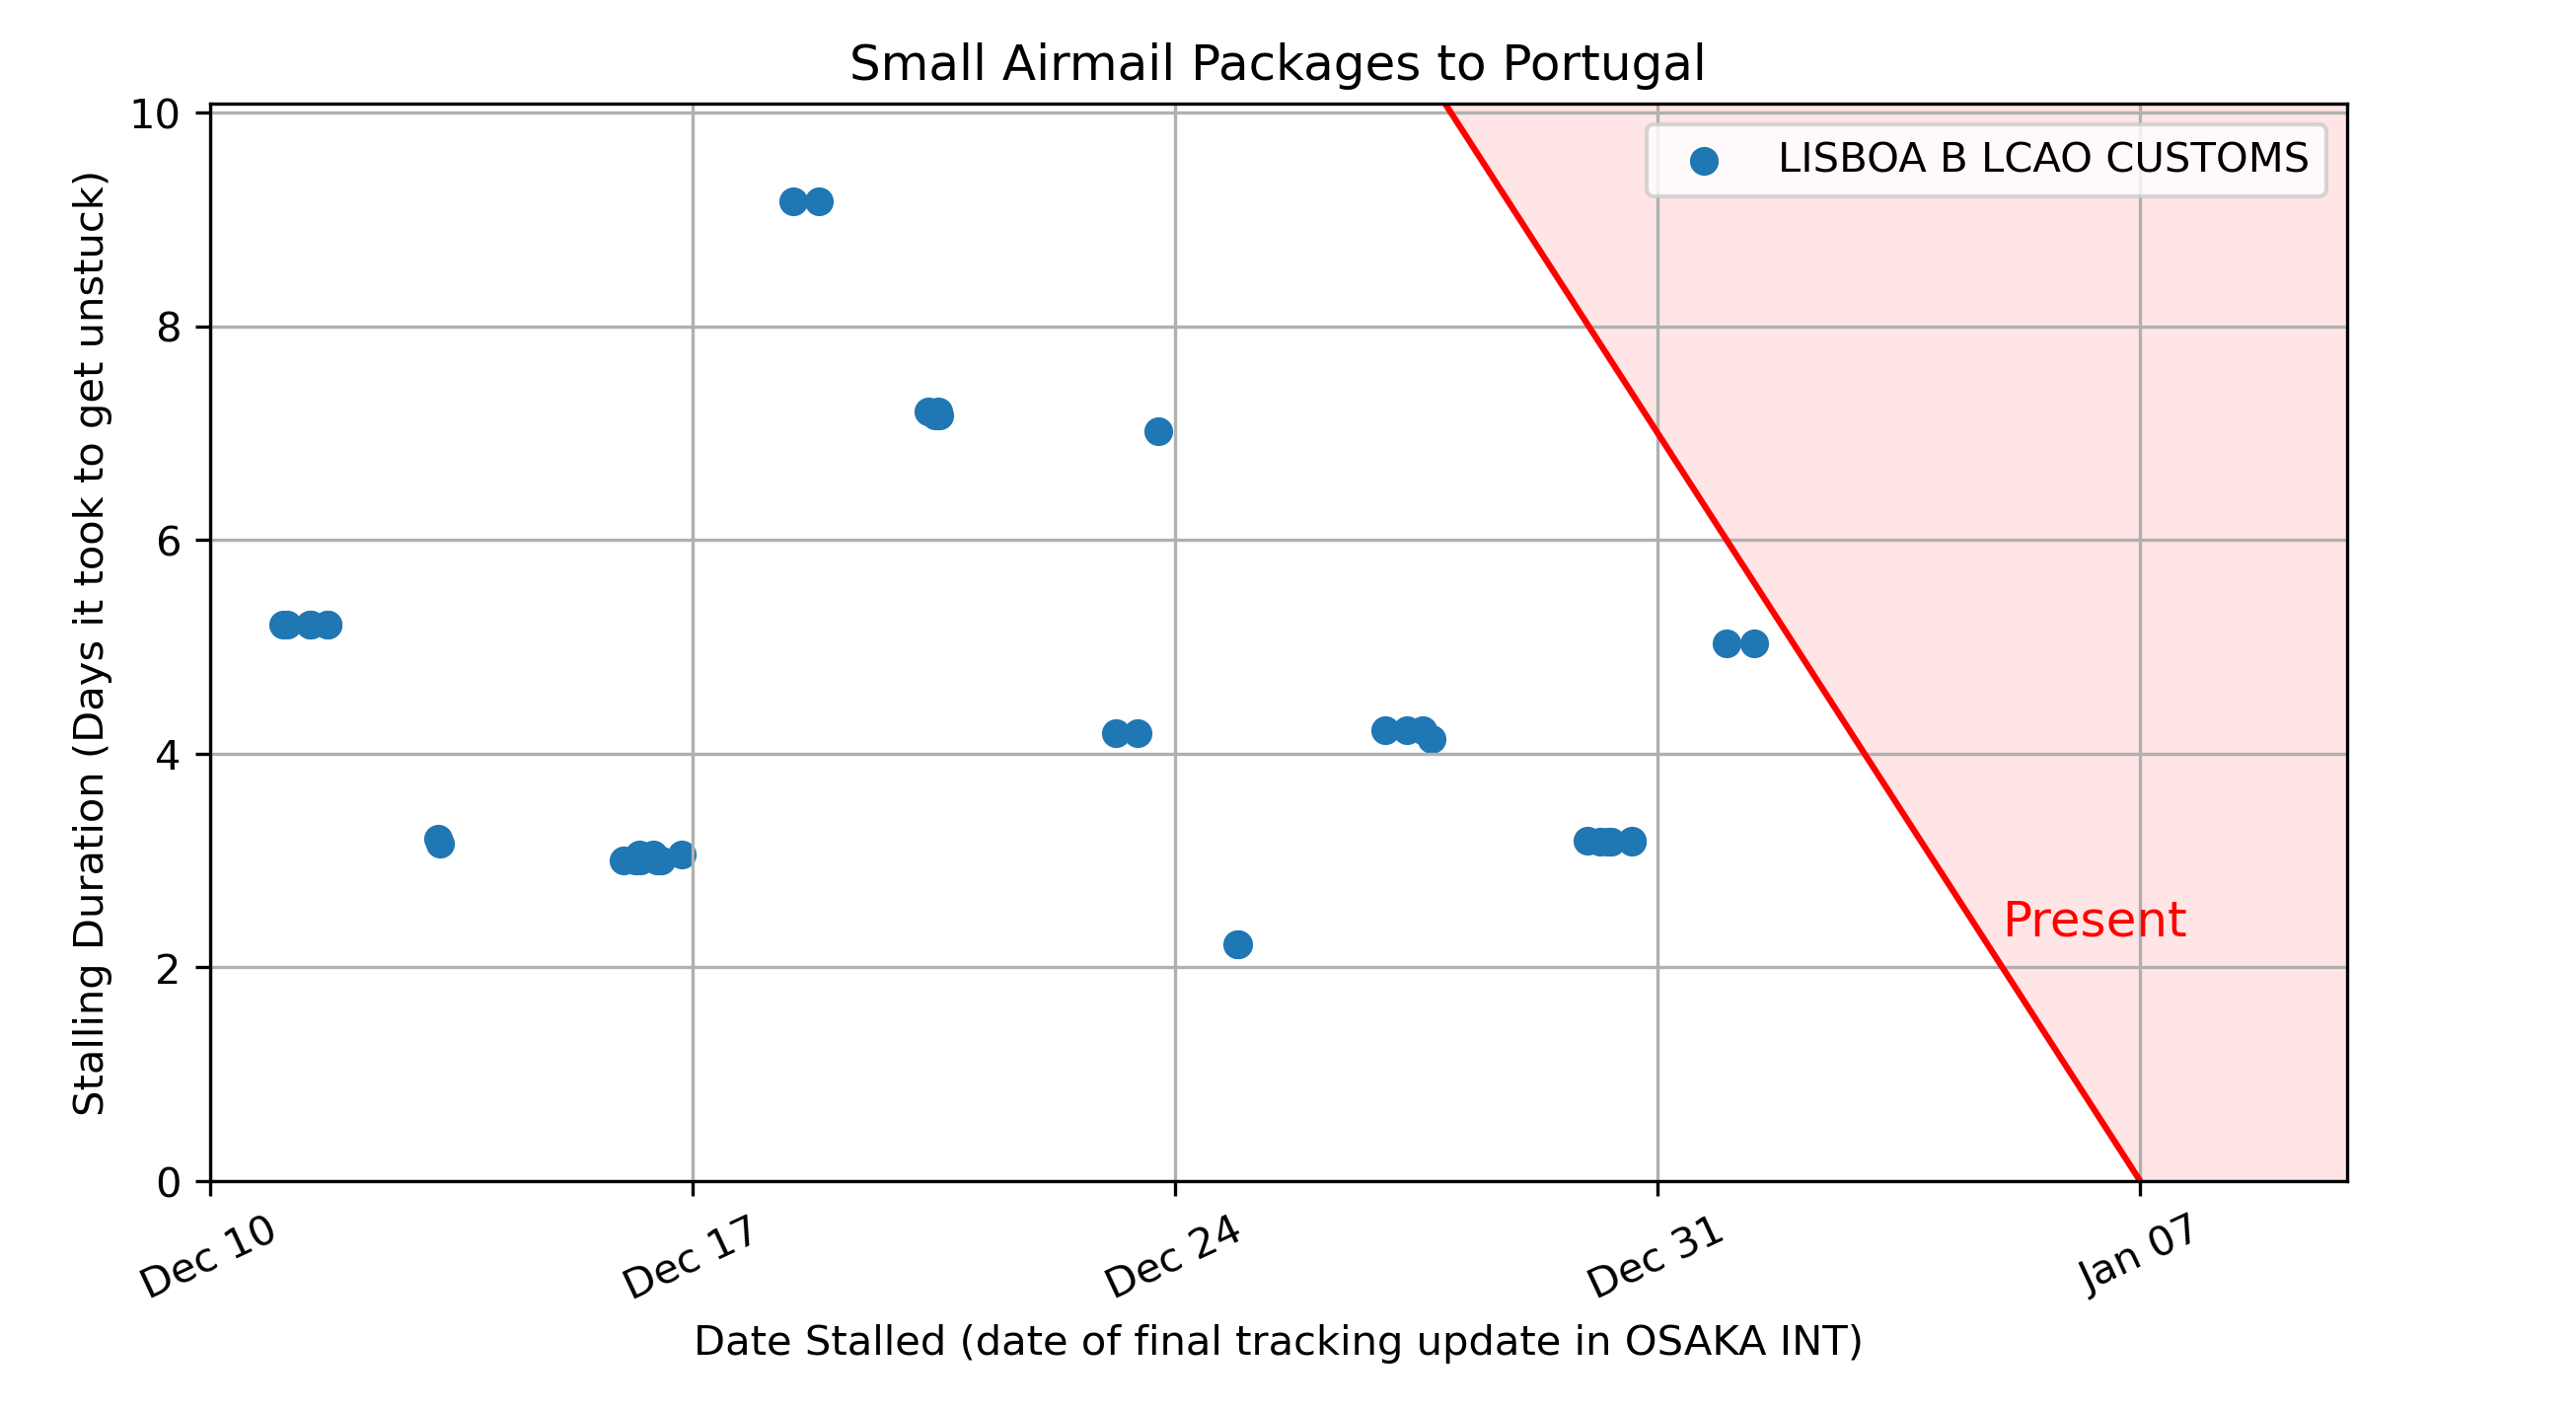 Small Airmail Packages to Portugal
LISBOA B LCAO CUSTOMS
Present
Stalling Duration (Days it took to get unstuck)
10
8
6
4
2
0
Dec 10
Dec 17
Dec 24
Dec 31
Jan 07
Date Stalled (date of final tracking update in OSAKA INT)